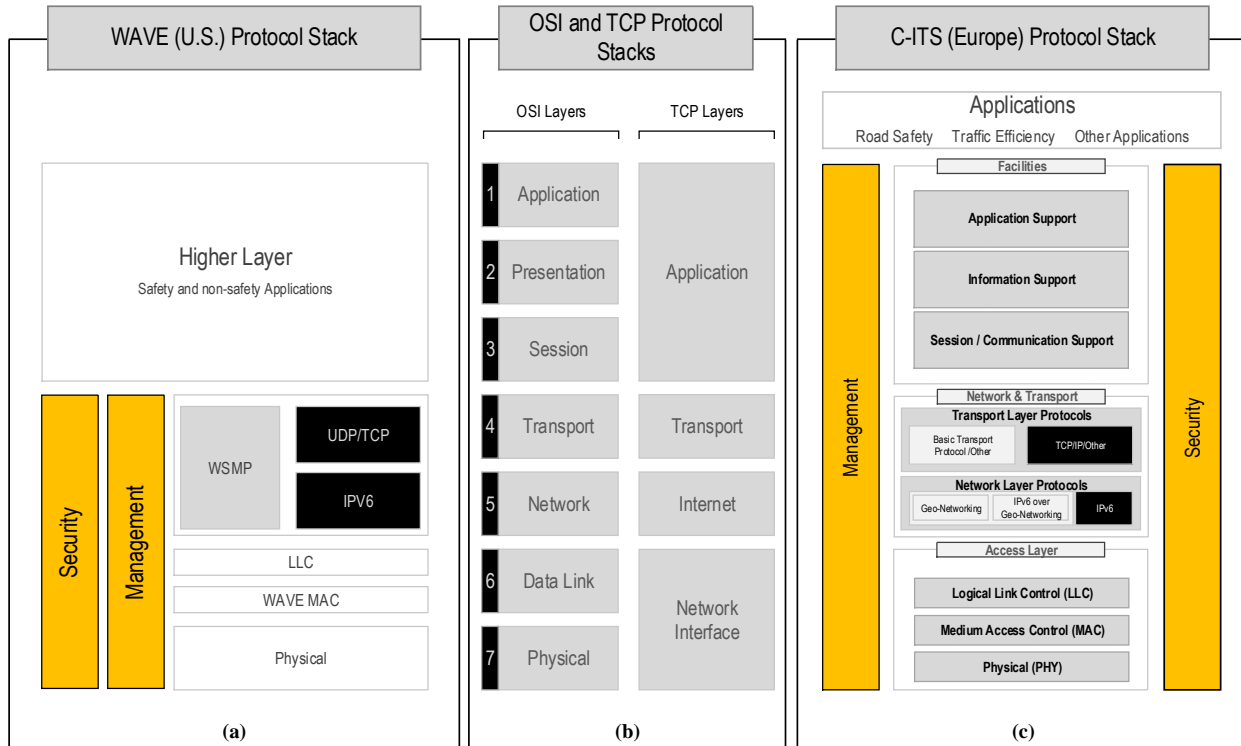 WAVE (U.S.) Protocol Stack
Higher Layer
Safety and non-safety Applications
Security
Management
WSMP
UDP/TCP
IPV6
LLC
WAVE MAC
Physical
(a)
OSI and TCP Protocol
Stacks
OSI Layers
TCP Layers
1
Application
2
Presentation
3
Session
4
Transport
5
Network
6
Data Link
7
Physical
Application
Transport
Internet
Network
Interface
(b)
C-ITS (Europe) Protocol Stack
Applications
Road Safety
Traffic Efficiency
Other Applications
Management
Facilities
Application Support
Information Support
Session / Communication Support
Network & Transport
Transport Layer Protocols
Basic Transport
Protocol /Other
TCP/IP/Other
Network Layer Protocols
Geo-Networking
IPv6 over
Geo-Networking
IPv6
Access Layer
Logical Link Control (LLC)
Medium Access Control (MAC)
Physical (PHY)
Security
(c)